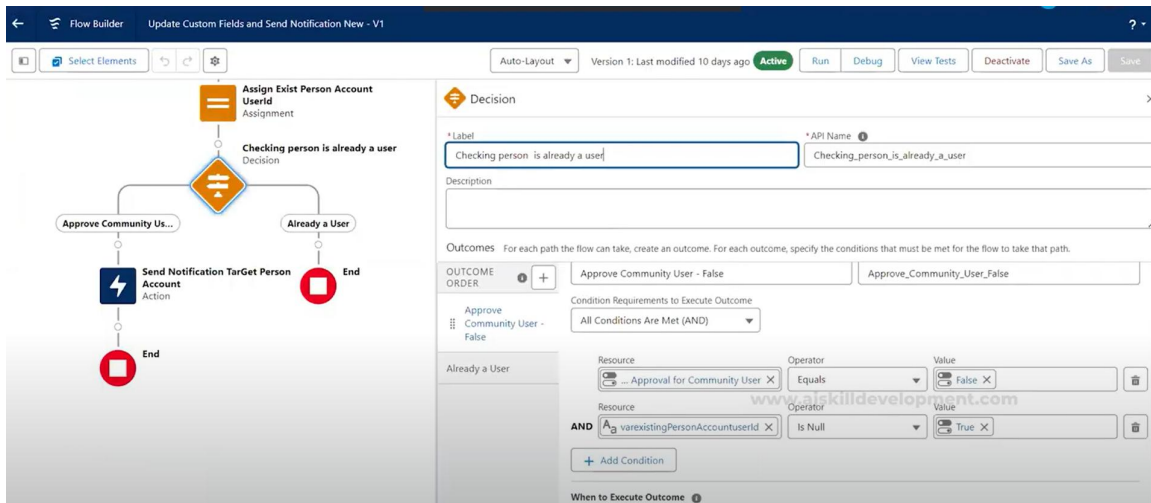 Flow Builder
Update Custom Fields and Send Notification New - V1
?
Select Elements
Auto-Layout
Version 1: Last modified 10 days ago
Active
Run
Debug
View Tests
Deactivate
Save As
Save
Assign Exist Person Account
UserId
Assignment
Checking person is already a user
Decision
Approve Community Us...
Already a User
Send Notification TarGet Person
Account
Action
End
End
Decision
* Label
Checking person is already a user
* API Name
Checking_person_is_already_a_user
Description
Outcomes For each path the flow can take, create an outcome. For each outcome, specify the conditions that must be met for the flow to take that path.
OUTCOME
ORDER
Approve
Community User -
False
Already a User
Approve Community User - False
Approve_Community_User_False
Condition Requirements to Execute Outcome
All Conditions Are Met (AND)
Resource
Operator
Value
... Approval for Community User
Equals
False
www.ajskilldevelopment.com
Resource
Operator
Value
AND
Aa varexistingPersonAccountuserId
Is Null
True
+ Add Condition
When to Execute Outcome